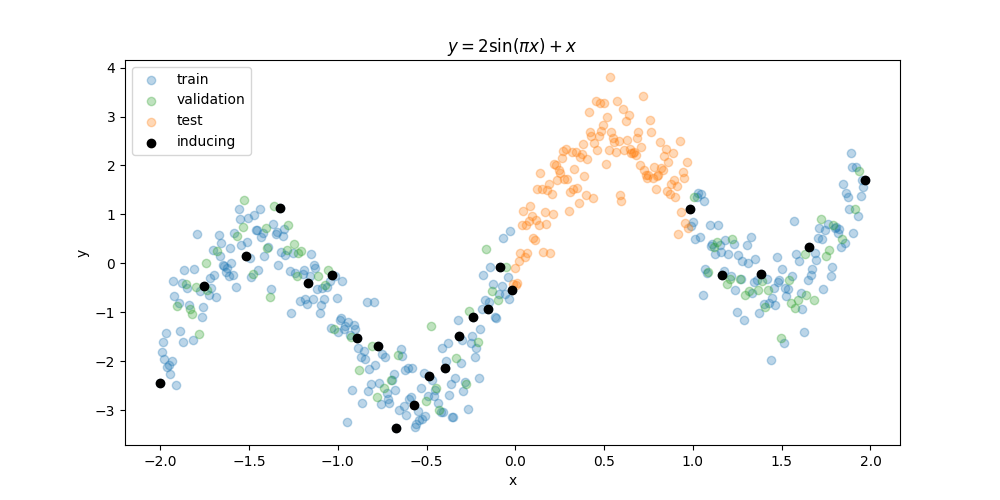 y = 2sin(πx) + x
train
validation
test
inducing
4
3
2
1
0
−1
−2
−3
y
−2.0 −1.5 −1.0 −0.5 0.0 0.5 1.0 1.5 2.0
x